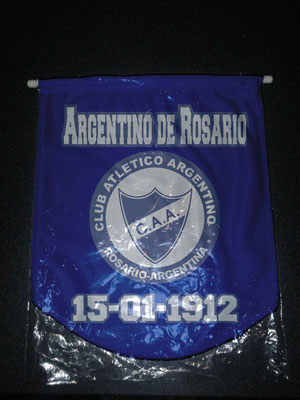 ARGENTINO DE ROSARIO
CLUB ATLETICO ARGENTINO
C.A.A.
ROSARIO-ARGENTINA
15-01-1912